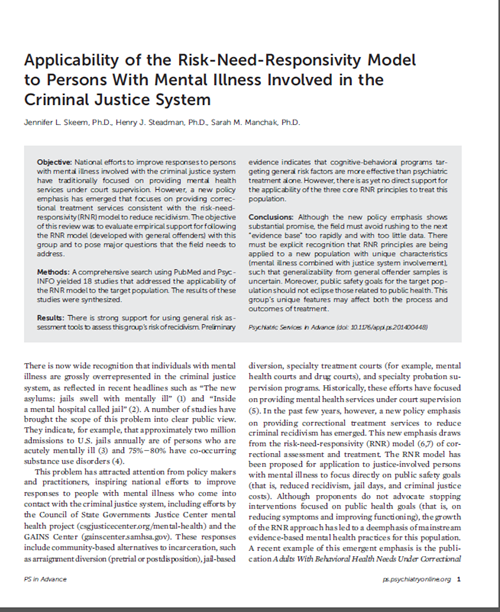 Applicability of the Risk-Need-Responsivity Model
to Persons With Mental Illness Involved in the
Criminal Justice System
Jennifer L. Skeem, Ph.D., Henry J. Steadman, Ph.D., Sarah M. Manchak, Ph.D.
Objective: National efforts to improve responses to persons
with mental illness involved with the criminal justice system
have traditionally focused on providing mental health
services under court supervision. However, a new policy
emphasis has emerged that focuses on providing correc-
tional treatment services consistent with the risk-need-
responsivity (RNR) model to reduce recidivism. The objective
of this review was to evaluate empirical support for following
the RNR model (developed with general offenders) with this
group and to pose major questions that the field needs to
address.
Methods: A comprehensive search using PubMed and Psyc-
INFO yielded 18 studies that addressed the applicability of
the RNR model to the target population. The results of these
studies were synthesized.
Results: There is strong support for using general risk as-
sessment tools to assess this group's risk of recidivism. Preliminary
evidence indicates that cognitive-behavioral programs tar-
geting general risk factors are more effective than psychiatric
treatment alone. However, there is as yet no direct support for
the applicability of the three core RNR principles to treat this
population.
Conclusions: Although the new policy emphasis shows
substantial promise, the field must avoid rushing to the next
"evidence base" too rapidly and with too little data. There
must be explicit recognition that RNR principles are being
applied to a new population with unique characteristics
(mental illness combined with justice system involvement),
such that generalizability from general offender samples is
uncertain. Moreover, public safety goals for the target pop-
ulation should not eclipse those related to public health. This
group's unique features may affect both the process and
outcomes of treatment.
Psychiatric Services in Advance (doi: 10.1176/appi.ps.201400448)
There is now wide recognition that individuals with mental
illness are grossly overrepresented in the criminal justice
system, as reflected in recent headlines such as "The new
asylums: jails swell with mentally ill" (1) and "Inside
a mental hospital called jail" (2). A number of studies have
brought the scope of this problem into clear public view.
They indicate, for example, that approximately two million
admissions to U.S. jails annually are of persons who are
acutely mentally ill (3) and 75%–80% have co-occurring
substance use disorders (4).
This problem has attracted attention from policy makers
and practitioners, inspiring national efforts to improve
responses to people with mental illness who come into
contact with the criminal justice system, including efforts by
the Council of State Governments Justice Center mental
health project (csgjusticecenter.org/mental-health) and the
GAINS Center (gainscenter.samhsa.gov). These responses
include community-based alternatives to incarceration, such
as arraignment diversion (pretrial or postdisposition), jail-based
diversion, specialty treatment courts (for example, mental
health courts and drug courts), and specialty probation su-
pervision programs. Historically, these efforts have focused
on providing mental health services under court supervision
(5). In the past few years, however, a new policy emphasis
on providing correctional treatment services to reduce
criminal recidivism has emerged. This new emphasis draws
from the risk-need-responsivity (RNR) model (6,7) of cor-
rectional assessment and treatment. The RNR model has
been proposed for application to justice-involved persons
with mental illness to focus directly on public safety goals
(that is, reduced recidivism, jail days, and criminal justice
costs). Although proponents do not advocate stopping
interventions focused on public health goals (that is, on
reducing symptoms and improving functioning), the growth
of the RNR approach has led to a deemphasis of mainstream
evidence-based mental health practices for this population.
A recent example of this emergent emphasis is the publi-
cation Adults With Behavioral Health Needs Under Correctional
PS in Advance
ps.psychiatryonline.org 1